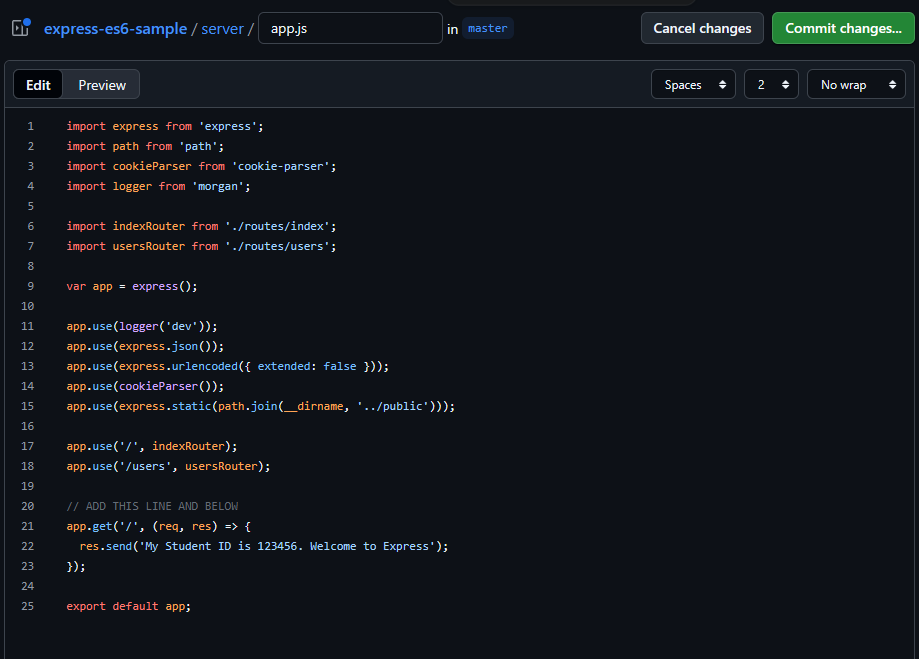 express-es6-sample / server / app.js in master Cancel changes Commit changes...
Edit Preview Spaces 2 No wrap
1 import express from 'express';
2 import path from 'path';
3 import cookieParser from 'cookie-parser';
4 import logger from 'morgan';
5
6 import indexRouter from './routes/index';
7 import usersRouter from './routes/users';
8
9 var app = express();
10
11 app.use(logger('dev'));
12 app.use(express.json());
13 app.use(express.urlencoded({ extended: false }));
14 app.use(cookieParser());
15 app.use(express.static(path.join(__dirname, '../public')));
16
17 app.use('/', indexRouter);
18 app.use('/users', usersRouter);
19
20 // ADD THIS LINE AND BELOW
21 app.get('/', (req, res) => {
22   res.send('My Student ID is 123456. Welcome to Express');
23 });
24
25 export default app;